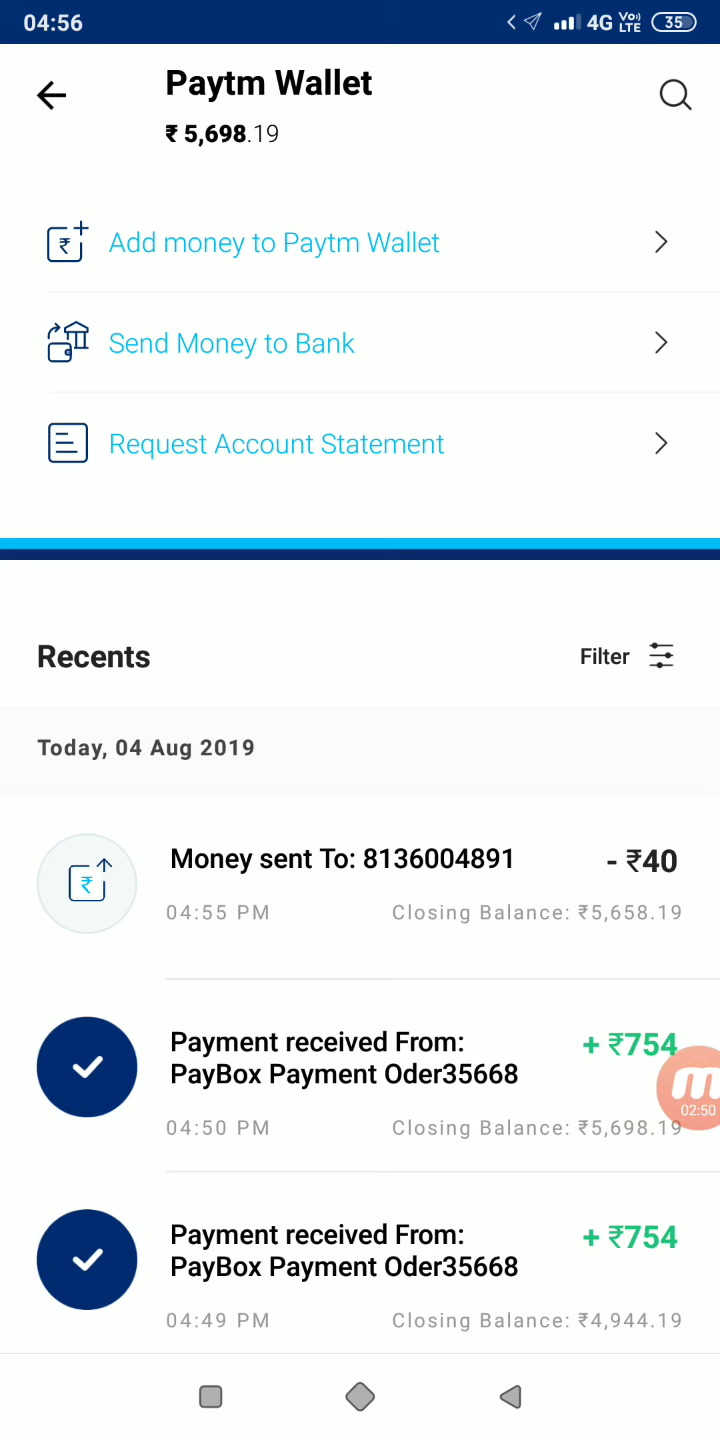 04:56
4G Vo) LTE 35
Paytm Wallet
₹ 5,698.19
Add money to Paytm Wallet
Send Money to Bank
Request Account Statement
Recents
Filter
Today, 04 Aug 2019
Money sent To: 8136004891
- ₹40
04:55 PM
Closing Balance: ₹5,658.19
Payment received From:
PayBox Payment Oder35668
+ ₹754
04:50 PM
Closing Balance: ₹5,698.19
02:50
Payment received From:
PayBox Payment Oder35668
+ ₹754
04:49 PM
Closing Balance: ₹4,944.19